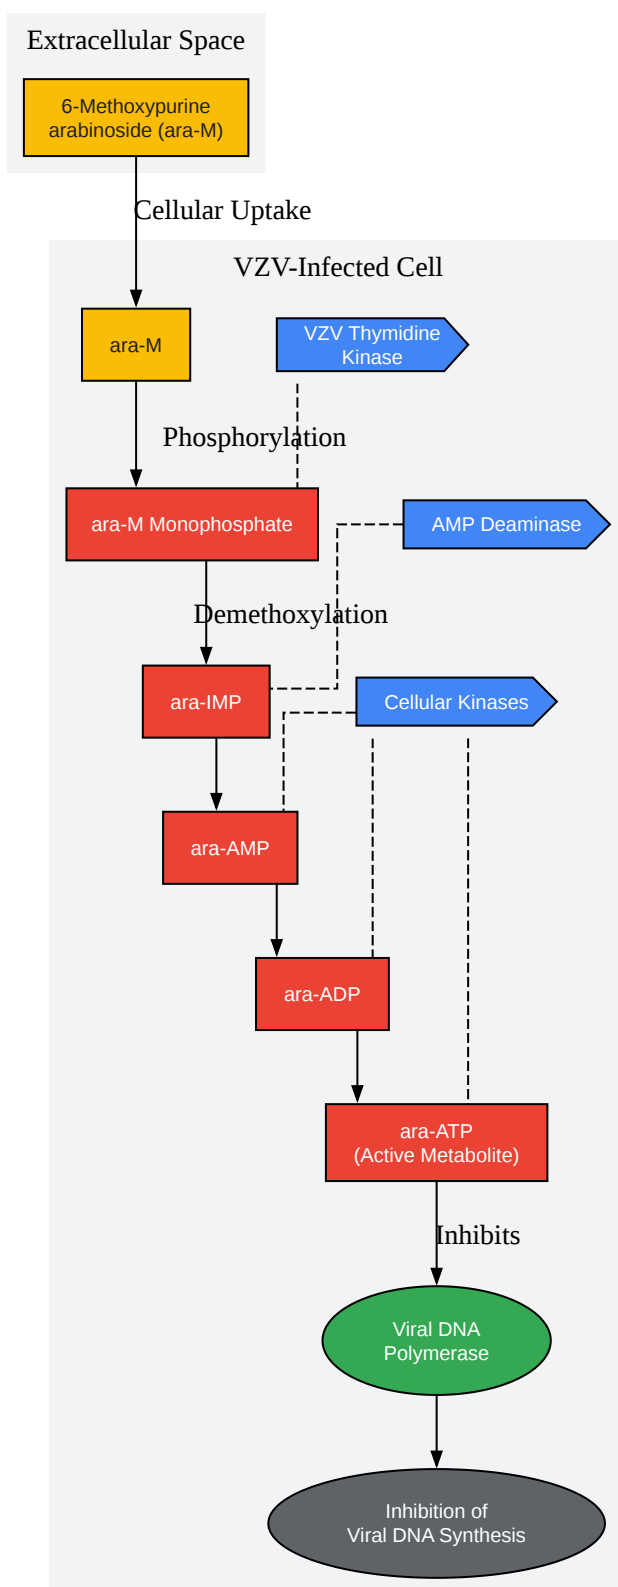 Extracellular Space
6-Methoxypurine
arabinoside (ara-M)
Cellular Uptake
VZV-Infected Cell
ara-M
VZV Thymidine
Kinase
Phosphorylation
ara-M Monophosphate
AMP Deaminase
Demethoxylation
ara-IMP
Cellular Kinases
ara-AMP
ara-ADP
ara-ATP
(Active Metabolite)
Inhibits
Viral DNA
Polymerase
Inhibition of
Viral DNA Synthesis